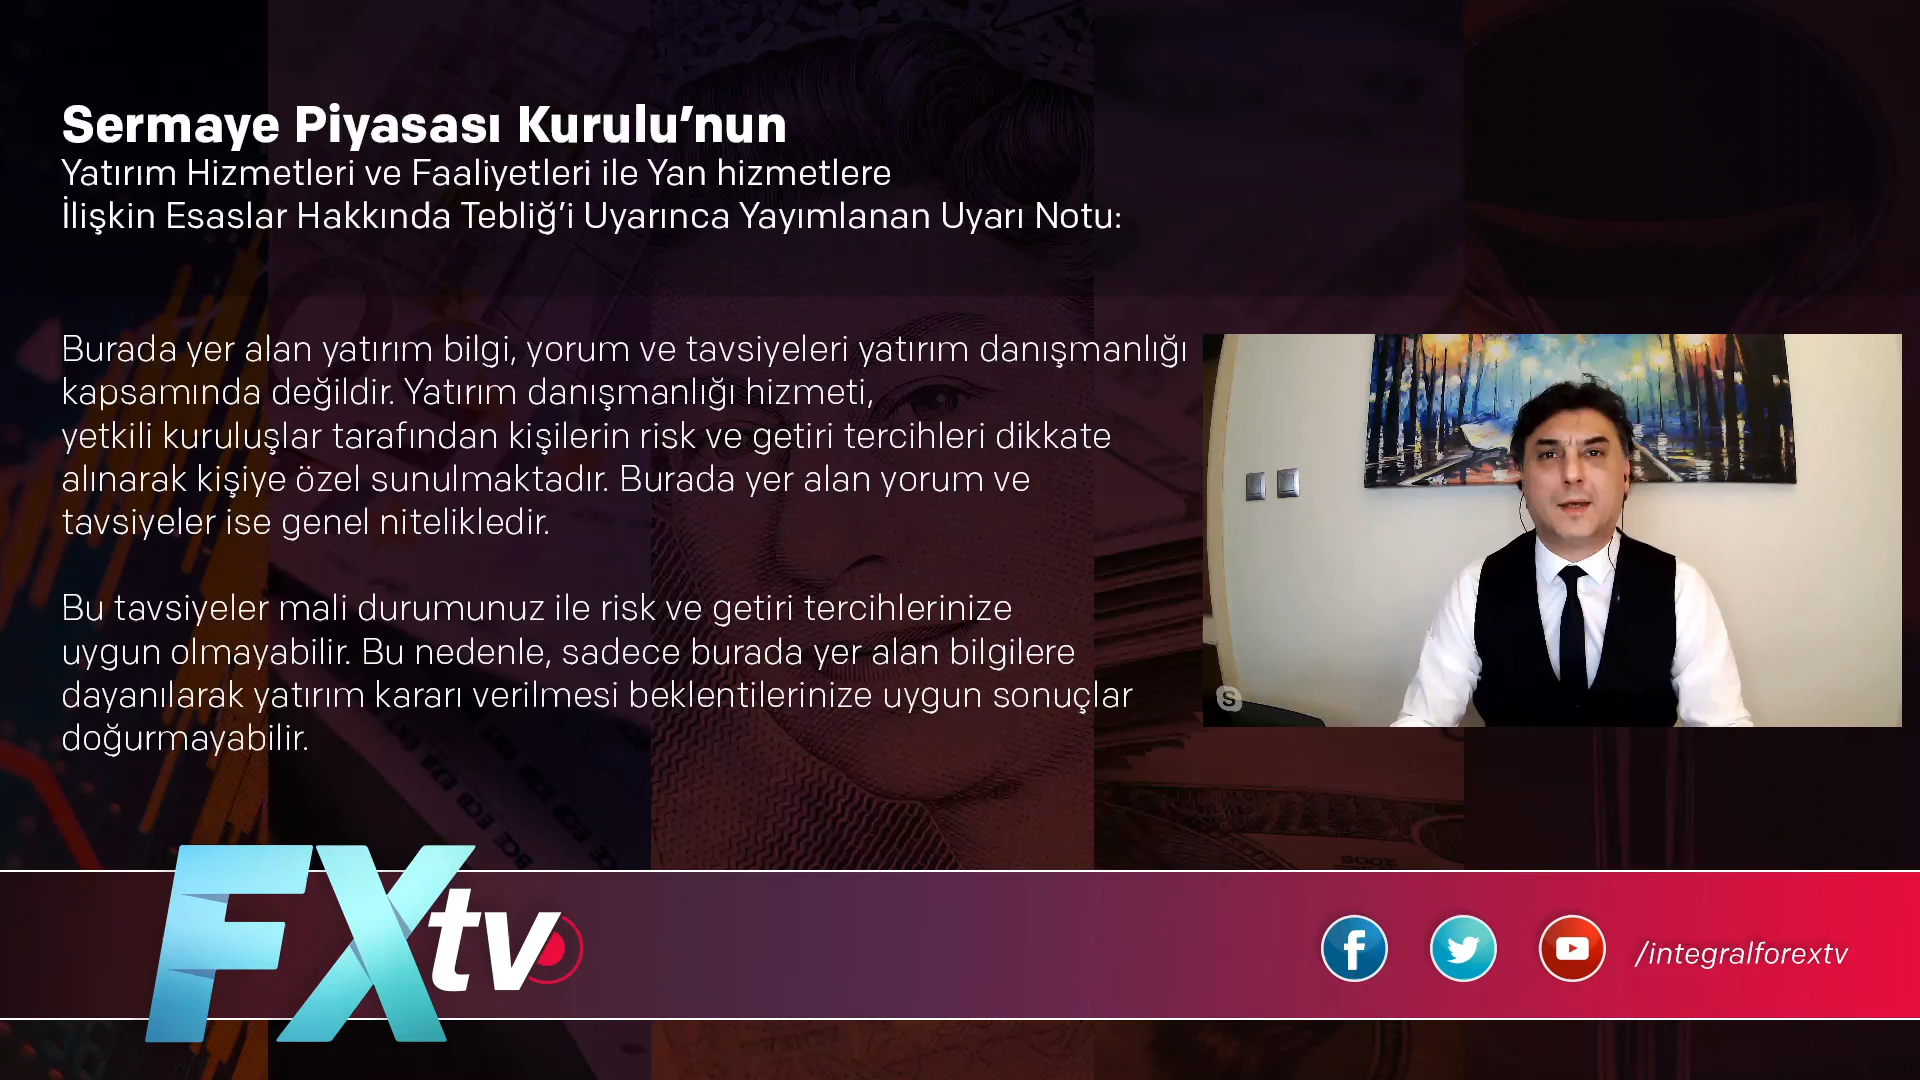 Sermaye Piyasası Kurulu’nun
Yatırım Hizmetleri ve Faaliyetleri ile Yan hizmetlere
İlişkin Esaslar Hakkında Tebliğ’i Uyarınca Yayımlanan Uyarı Notu:
Burada yer alan yatırım bilgi, yorum ve tavsiyeleri yatırım danışmanlığı
kapsamında değildir. Yatırım danışmanlığı hizmeti,
yetkili kuruluşlar tarafından kişilerin risk ve getiri tercihleri dikkate
alınarak kişiye özel sunulmaktadır. Burada yer alan yorum ve
tavsiyeler ise genel nitelikledir.
Bu tavsiyeler mali durumunuz ile risk ve getiri tercihlerinize
uygun olmayabilir. Bu nedenle, sadece burada yer alan bilgilere
dayanılarak yatırım kararı verilmesi beklentilerinize uygun sonuçlar
doğurmayabilir.
S
FXtv
/integralforextv